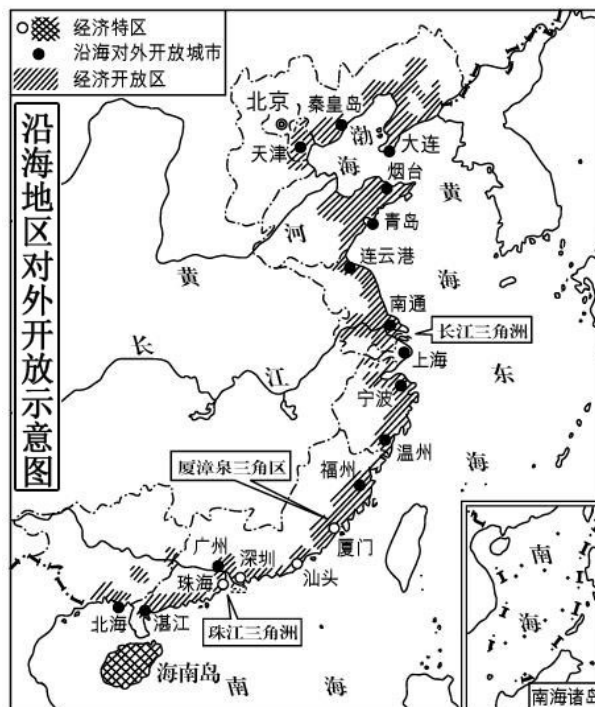 经济特区
沿海对外开放城市
经济开放区
沿海地区对外开放示意图
北京
秦皇岛
渤
海
天津
大连
烟台
黄
海
青岛
河
黄
连云港
南通
长江三角洲
长
江
上海
东
海
宁波
温州
厦漳泉三角区
福州
厦门
广州
深圳
汕头
珠海
珠江三角洲
北海
湛江
海南岛
南
海
南
海
南海诸岛